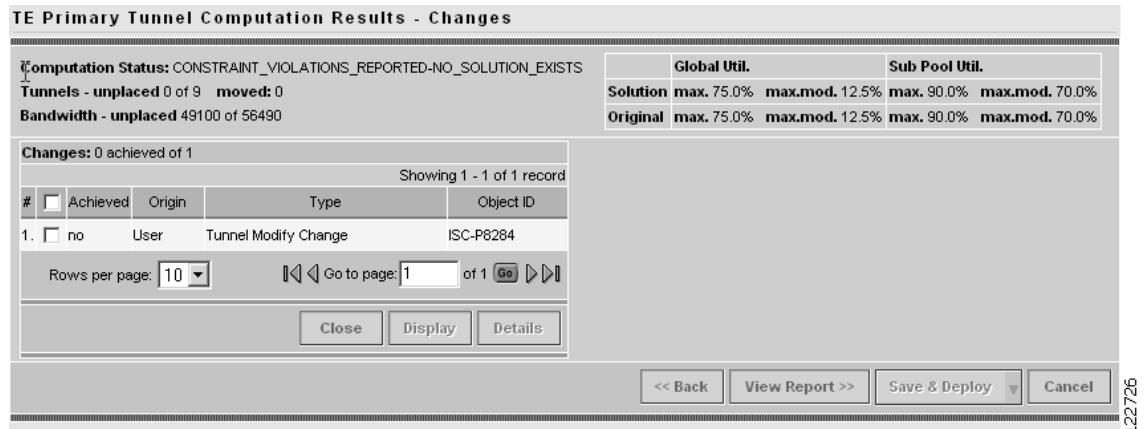 TE Primary Tunnel Computation Results - Changes
Computation Status: CONSTRAINT_VIOLATIONS_REPORTED-NO_SOLUTION_EXISTS
Tunnels - unplaced 0 of 9 moved: 0
Bandwidth - unplaced 49100 of 56490
Global Util. Sub Pool Util.
Solution max. 75.0% max.mod. 12.5% max. 90.0% max.mod. 70.0%
Original max. 75.0% max.mod. 12.5% max. 90.0% max.mod. 70.0%
Changes: 0 achieved of 1
Showing 1 - 1 of 1 record
# Achieved Origin Type Object ID
1. no User Tunnel Modify Change ISC-P8284
Rows per page: 10 Go to page: 1 of 1 Go
Close Display Details
<< Back View Report >> Save & Deploy Cancel
122726